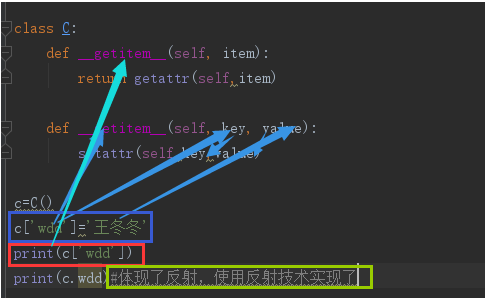 class C:
def __getitem__(self, item):
return getattr(self, item)
def __setitem__(self, key, value):
setattr(self,key,value)
c=C()
c['wdd']='王冬冬'
print(c['wdd'])
print(c.wdd)#体现了反射，使用反射技术实现了